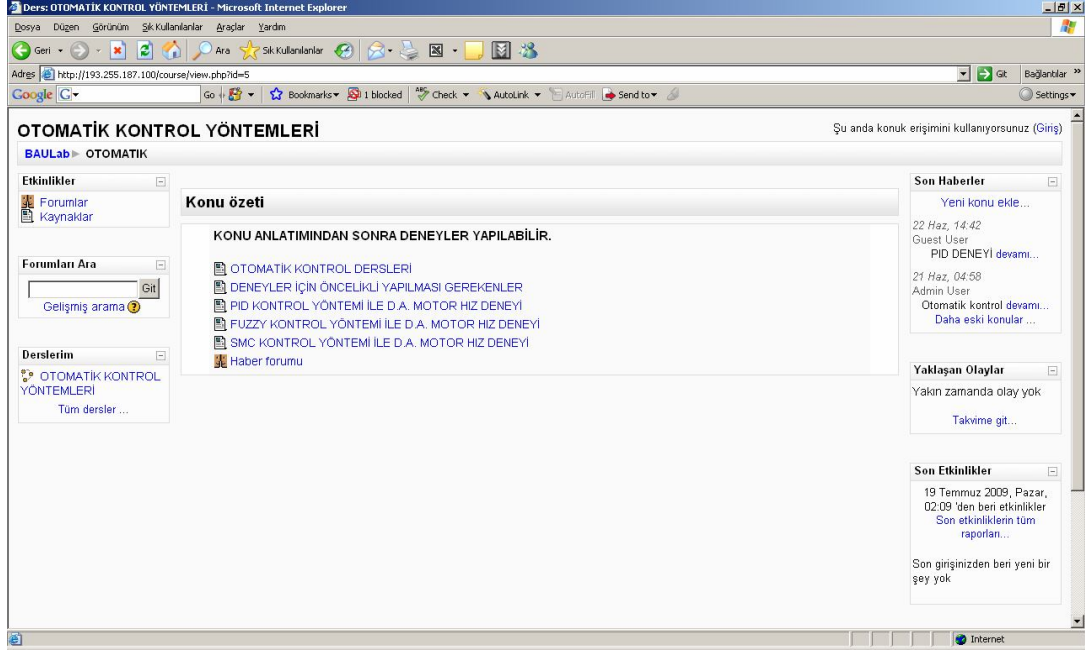 Ders: OTOMATİK KONTROL YÖNTEMLERİ - Microsoft Internet Explorer
Dosya Düzen Görünüm Sık Kullanılanlar Araçlar Yardım
Geri Ara Sık Kullanılanlar
Adres http://193.255.187.100/course/view.php?id=5 Git Bağlantılar »
Google G Go Bookmarks 1 blocked ABC Check AutoLink AutoFill Send to Settings
OTOMATİK KONTROL YÖNTEMLERİ
Şu anda konuk erişimini kullanıyorsunuz (Giriş)
BAULab ► OTOMATIK
Etkinlikler
Forumlar
Kaynaklar
Forumları Ara
Git
Gelişmiş arama ?
Derslerim
OTOMATİK KONTROL
YÖNTEMLERİ
Tüm dersler ...
Konu özeti
KONU ANLATIMINDAN SONRA DENEYLER YAPILABİLİR.
OTOMATİK KONTROL DERSLERİ
DENEYLER İÇİN ÖNCELİKLİ YAPILMASI GEREKENLER
PID KONTROL YÖNTEMİ İLE D.A. MOTOR HIZ DENEYİ
FUZZY KONTROL YÖNTEMİ İLE D.A. MOTOR HIZ DENEYİ
SMC KONTROL YÖNTEMİ İLE D.A. MOTOR HIZ DENEYİ
Haber forumu
Son Haberler
Yeni konu ekle...
22 Haz, 14:42
Guest User
PID DENEYİ devamı...
21 Haz, 04:58
Admin User
Otomatik kontrol devamı...
Daha eski konular ...
Yaklaşan Olaylar
Yakın zamanda olay yok
Takvime git...
Son Etkinlikler
19 Temmuz 2009, Pazar,
02:09 'den beri etkinlikler
Son etkinliklerin tüm
raporları...
Son girişinizden beri yeni bir
şey yok
Internet